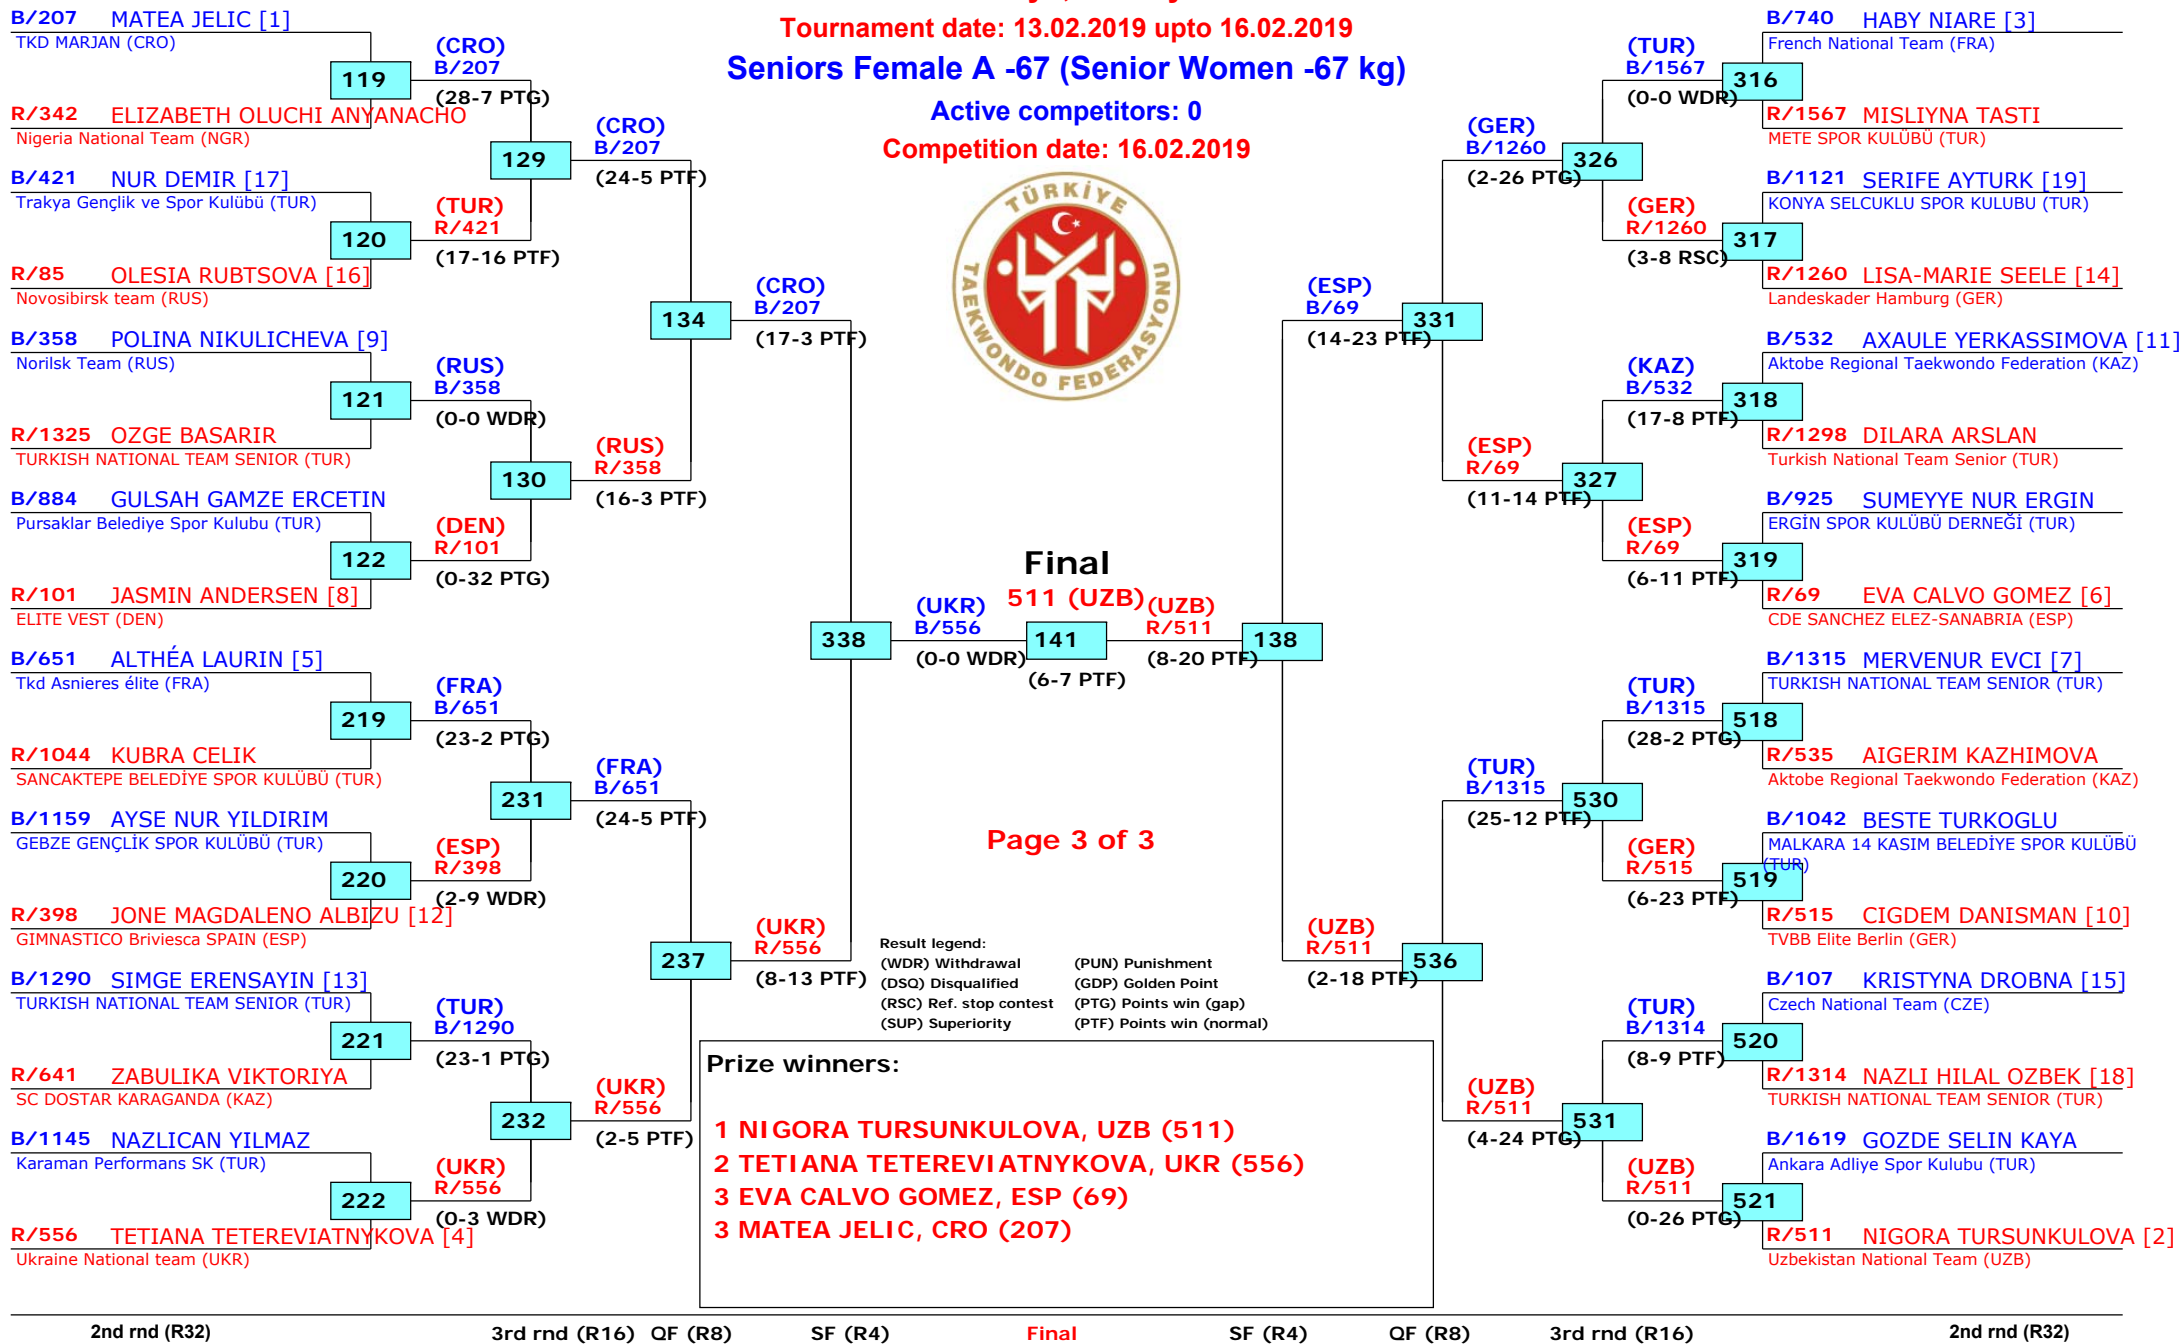 Tournament date: 13.02.2019 upto 16.02.2019
Seniors Female A -67 (Senior Women -67 kg)
Active competitors: 0
Competition date: 16.02.2019
TÜRKİYE
TAEKWONDO FEDERASYONU
B/207 MATEA JELIC [1]
TKD MARJAN (CRO)
119
R/342 ELIZABETH OLUCHI ANYANACHO
Nigeria National Team (NGR)
B/421 NUR DEMIR [17]
Trakya Gençlik ve Spor Kulübü (TUR)
120
R/85 OLESIA RUBTSOVA [16]
Novosibirsk team (RUS)
B/358 POLINA NIKULICHEVA [9]
Norilsk Team (RUS)
121
R/1325 OZGE BASARIR
TURKISH NATIONAL TEAM SENIOR (TUR)
B/884 GULSAH GAMZE ERCETIN
Pursaklar Belediye Spor Kulubu (TUR)
122
R/101 JASMIN ANDERSEN [8]
ELITE VEST (DEN)
B/651 ALTHÉA LAURIN [5]
Tkd Asnieres élite (FRA)
219
R/1044 KUBRA CELIK
SANCAKTEPE BELEDİYE SPOR KULÜBÜ (TUR)
B/1159 AYSE NUR YILDIRIM
GEBZE GENÇLİK SPOR KULÜBÜ (TUR)
220
R/398 JONE MAGDALENO ALBIZU [12]
GIMNASTICO Briviesca SPAIN (ESP)
B/1290 SIMGE ERENSAYIN [13]
TURKISH NATIONAL TEAM SENIOR (TUR)
221
R/641 ZABULIKA VIKTORIYA
SC DOSTAR KARAGANDA (KAZ)
B/1145 NAZLICAN YILMAZ
Karaman Performans SK (TUR)
222
R/556 TETIANA TETEREVIATNYKOVA [4]
Ukraine National team (UKR)
(CRO)
B/207
(28-7 PTG)
129
(TUR)
R/421
(17-16 PTF)
(RUS)
B/358
(0-0 WDR)
130
(DEN)
R/101
(0-32 PTG)
(FRA)
B/651
(23-2 PTG)
231
(ESP)
R/398
(2-9 WDR)
(TUR)
B/1290
(23-1 PTG)
232
(UKR)
R/556
(0-3 WDR)
(CRO)
B/207
(24-5 PTF)
134
(RUS)
R/358
(16-3 PTF)
(FRA)
B/651
(24-5 PTF)
237
(UKR)
R/556
(2-5 PTF)
(CRO)
B/207
(17-3 PTF)
338
(UKR)
R/556
(8-13 PTF)
(UKR)
B/556
(0-0 WDR)
Final
511 (UZB)
141
(6-7 PTF)
(UZB)
R/511
(8-20 PTF)
138
(ESP)
B/69
(14-23 PTF)
331
(UZB)
R/511
(2-18 PTF)
536
(GER)
B/1260
(2-26 PTG)
326
(ESP)
R/69
(11-14 PTF)
327
(TUR)
B/1315
(25-12 PTF)
530
(UZB)
R/511
(4-24 PTG)
531
(TUR)
B/1567
(0-0 WDR)
316
(GER)
R/1260
(3-8 RSC)
317
(KAZ)
B/532
(17-8 PTF)
318
(ESP)
R/69
(6-11 PTF)
319
(TUR)
B/1315
(28-2 PTG)
518
(GER)
R/515
(6-23 PTF)
519
(TUR)
B/1314
(8-9 PTF)
520
(UZB)
R/511
(0-26 PTG)
521
B/740 HABY NIARE [3]
French National Team (FRA)
R/1567 MISLIYNA TASTI
METE SPOR KULÜBÜ (TUR)
B/1121 SERIFE AYTURK [19]
KONYA SELCUKLU SPOR KULUBU (TUR)
R/1260 LISA-MARIE SEELE [14]
Landeskader Hamburg (GER)
B/532 AXAULE YERKASSIMOVA [11]
Aktobe Regional Taekwondo Federation (KAZ)
R/1298 DILARA ARSLAN
Turkish National Team Senior (TUR)
B/925 SUMEYYE NUR ERGIN
ERGİN SPOR KULÜBÜ DERNEĞİ (TUR)
R/69 EVA CALVO GOMEZ [6]
CDE SANCHEZ ELEZ-SANABRIA (ESP)
B/1315 MERVENUR EVCI [7]
TURKISH NATIONAL TEAM SENIOR (TUR)
R/535 AIGERIM KAZHIMOVA
Aktobe Regional Taekwondo Federation (KAZ)
B/1042 BESTE TURKOGLU
MALKARA 14 KASIM BELEDİYE SPOR KULÜBÜ
(TUR)
R/515 CIGDEM DANISMAN [10]
TVBB Elite Berlin (GER)
B/107 KRISTYNA DROBNA [15]
Czech National Team (CZE)
R/1314 NAZLI HILAL OZBEK [18]
TURKISH NATIONAL TEAM SENIOR (TUR)
B/1619 GOZDE SELIN KAYA
Ankara Adliye Spor Kulubu (TUR)
R/511 NIGORA TURSUNKULOVA [2]
Uzbekistan National Team (UZB)
Page 3 of 3
Result legend:
(WDR) Withdrawal (PUN) Punishment
(DSQ) Disqualified (GDP) Golden Point
(RSC) Ref. stop contest (PTG) Points win (gap)
(SUP) Superiority (PTF) Points win (normal)
Prize winners:
1 NIGORA TURSUNKULOVA, UZB (511)
2 TETIANA TETEREVIATNYKOVA, UKR (556)
3 EVA CALVO GOMEZ, ESP (69)
3 MATEA JELIC, CRO (207)
2nd rnd (R32) 3rd rnd (R16) QF (R8) SF (R4) Final SF (R4) QF (R8) 3rd rnd (R16) 2nd rnd (R32)